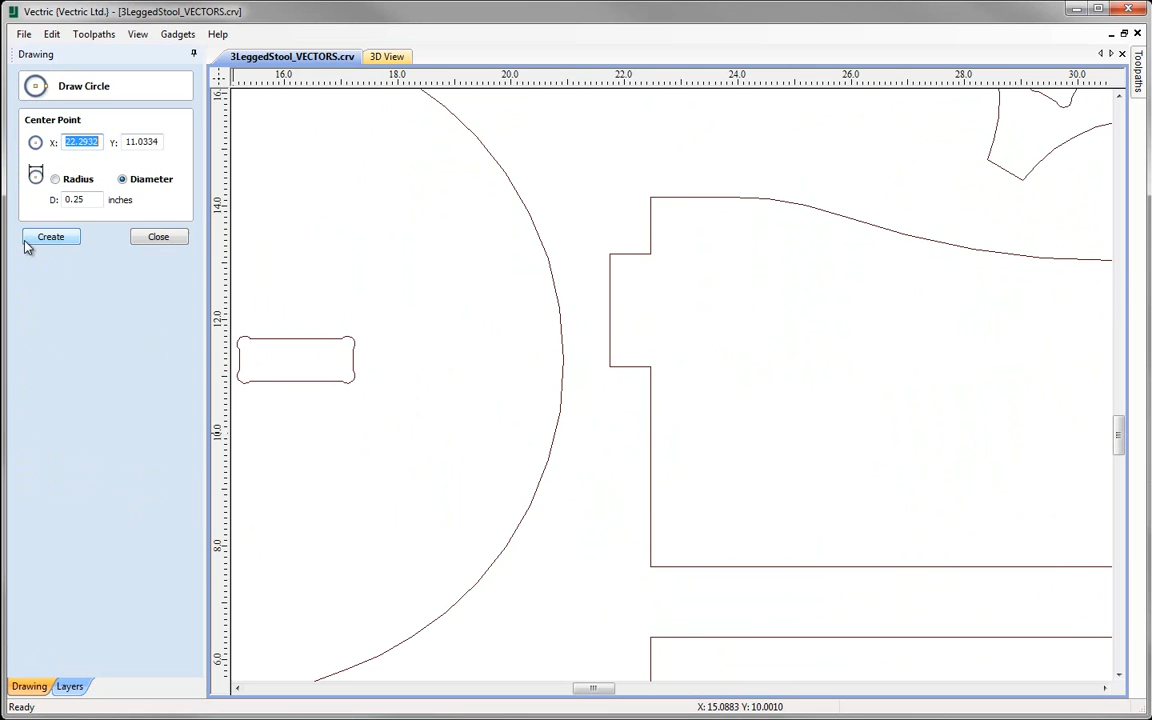 Vectric {Vectric Ltd.} - [3LeggedStool_VECTORS.crv]
File Edit Toolpaths View Gadgets Help
Drawing
3LeggedStool_VECTORS.crv 3D View
Toolpaths
16.0 18.0 20.0 22.0 24.0 26.0 28.0 30.0
Draw Circle
Center Point
X: 22.2932 Y: 11.0334
Radius Diameter
D: 0.25 inches
Create Close
16.
14.0
12.0
10.0
8.0
6.0
Drawing Layers
Ready X: 15.0883 Y: 10.0010